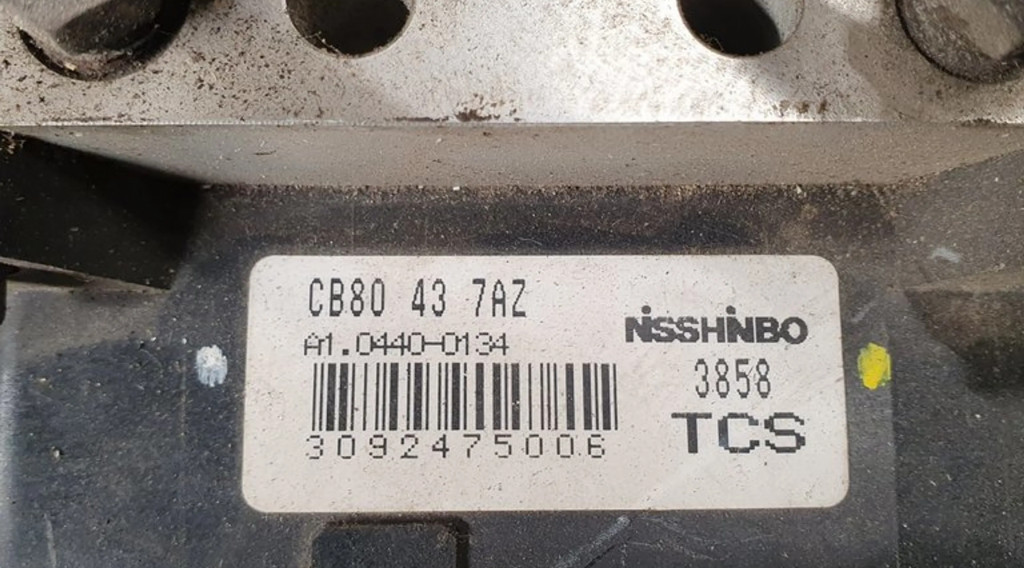 CB80 43 7AZ
A1.0440-0134
3092475006
NISSHINBO
3858
TCS